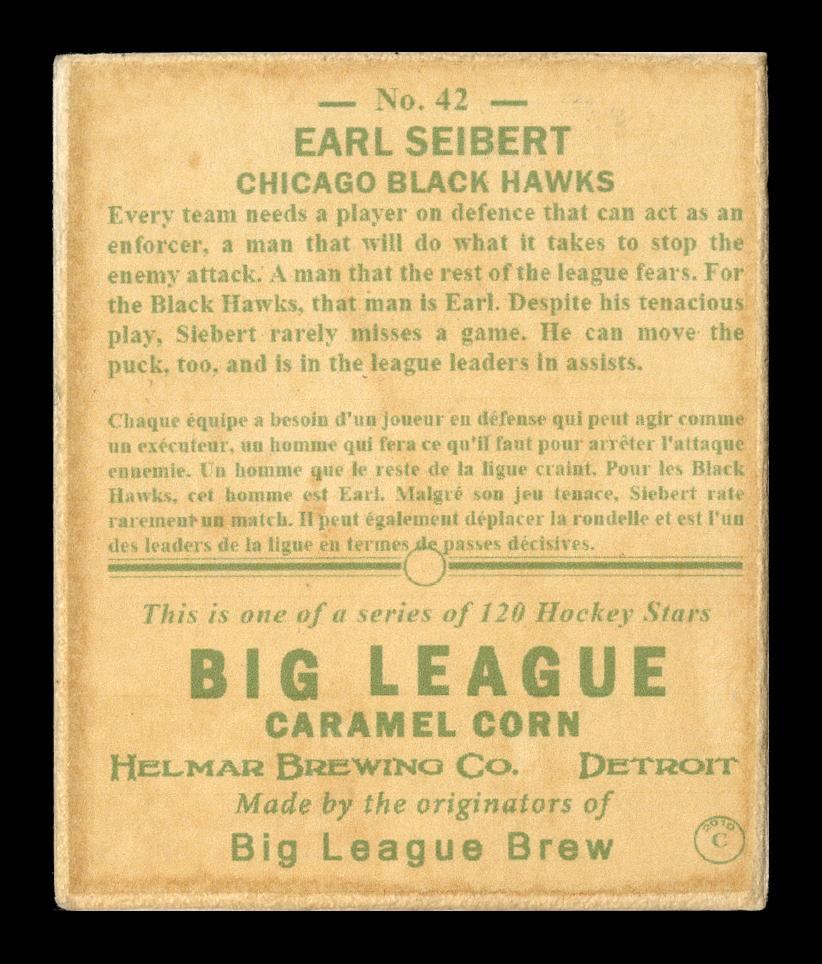 — No. 42 —
EARL SEIBERT
CHICAGO BLACK HAWKS
Every team needs a player on defence that can act as an
enforcer, a man that will do what it takes to stop the
enemy attack. A man that the rest of the league fears. For
the Black Hawks, that man is Earl. Despite his tenacious
play, Siebert rarely misses a game. He can move the
puck, too, and is in the league leaders in assists.
Chaque équipe a besoin d'un joueur en défense qui peut agir comme
un exécuteur, un homme qui fera ce qu'il faut pour arrêter l'attaque
ennemie. Un homme que le reste de la ligue craint. Pour les Black
Hawks, cet homme est Earl. Malgré son jeu tenace, Siebert rate
rarement un match. Il peut également déplacer la rondelle et est l'un
des leaders de la ligue en termes de passes décisives.
This is one of a series of 120 Hockey Stars
BIG LEAGUE
CARAMEL CORN
HELMAR BREWING CO. DETROIT
Made by the originators of
Big League Brew
2010
C